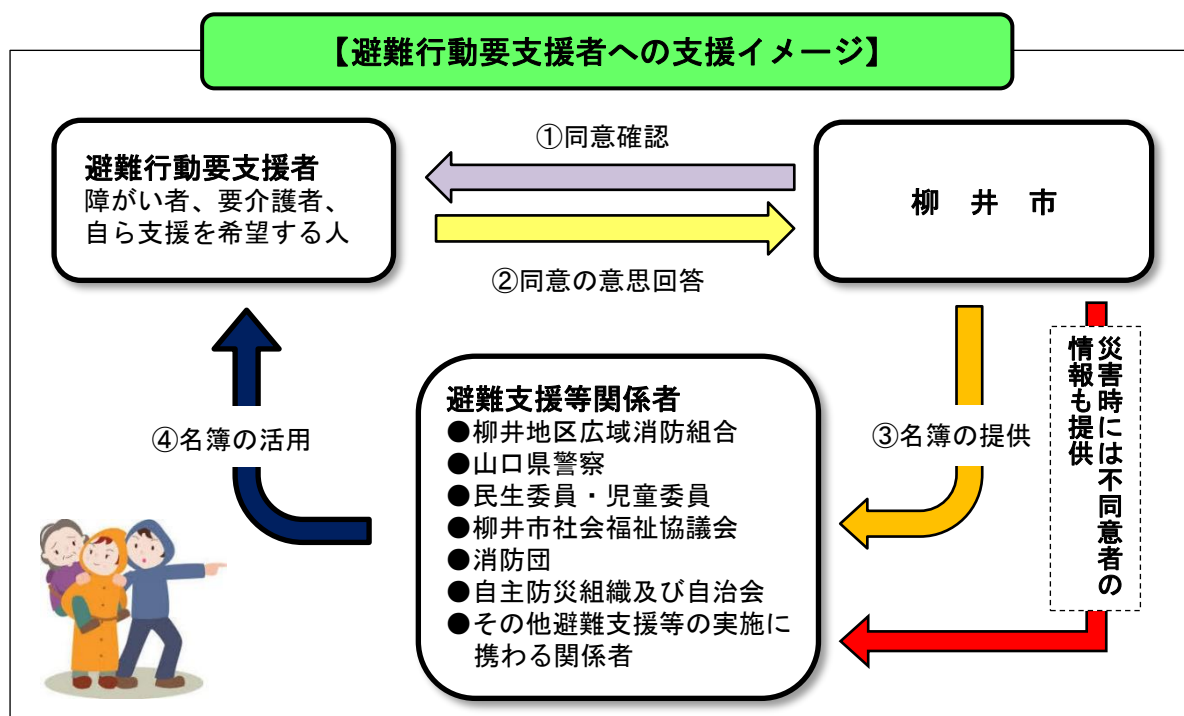 【避難行動要支援者への支援イメージ】
①同意確認
避難行動要支援者
障がい者、要介護者、
自ら支援を希望する人
柳　井　市
②同意の意思回答
災害時には不同意者の
情報も提供
避難支援等関係者
●柳井地区広域消防組合
●山口県警察
●民生委員・児童委員
●柳井市社会福祉協議会
●消防団
●自主防災組織及び自治会
●その他避難支援等の実施に
携わる関係者
③名簿の提供
④名簿の活用